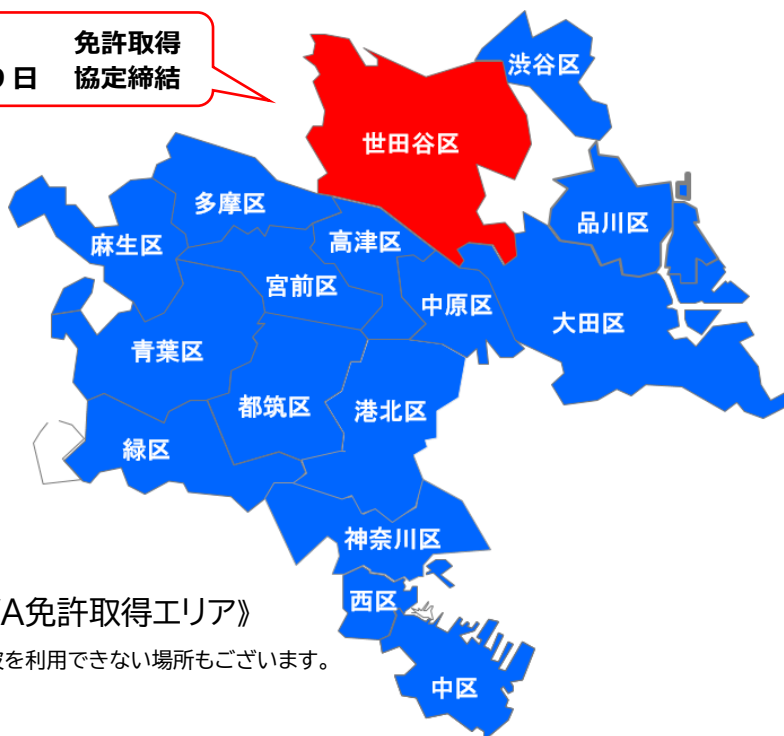 免許取得
日 協定締結
渋谷区
世田谷区
多摩区
品川区
麻生区
高津区
宮前区
中原区
大田区
青葉区
都筑区
港北区
緑区
神奈川区
西区
A免許取得エリア》
を利用できない場所もございます。
中区